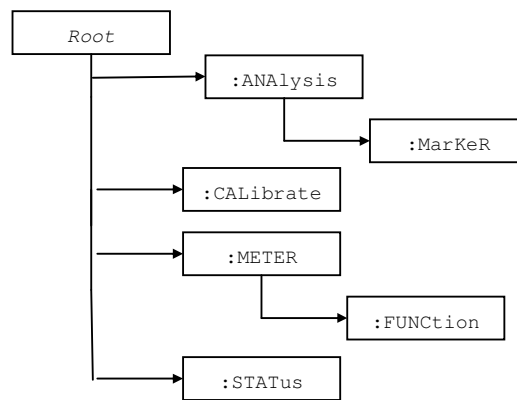 Root
:ANAlysis
:MarKeR
:CALibrate
:METER
:FUNCtion
:STATus